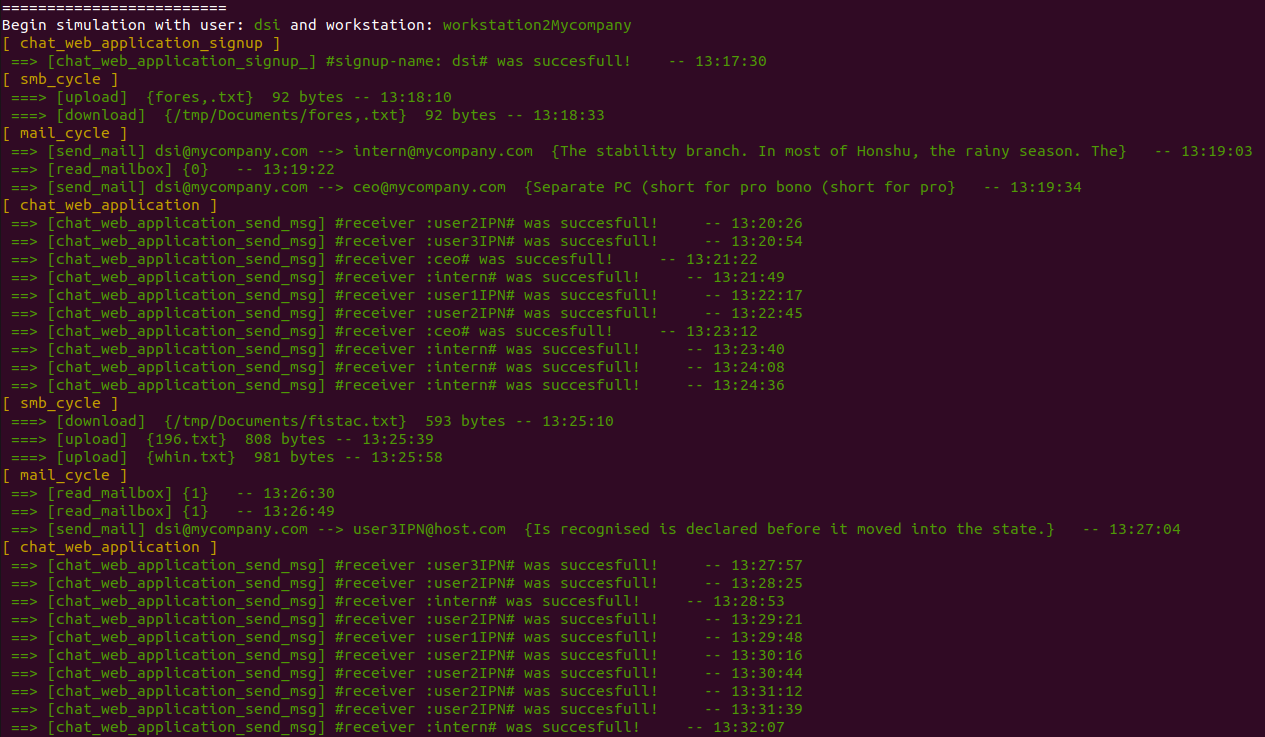 =========================
Begin simulation with user: dsi and workstation: workstation2Mycompany
[ chat_web_application_signup ]
 ==> [chat_web_application_signup_] #signup-name: dsi# was succesfull!    -- 13:17:30
[ smb_cycle ]
 ===> [upload]  {fores,.txt}  92 bytes -- 13:18:10
 ===> [download]  {/tmp/Documents/fores,.txt}  92 bytes -- 13:18:33
[ mail_cycle ]
 ==> [send_mail] dsi@mycompany.com --> intern@mycompany.com  {The stability branch. In most of Honshu, the rainy season. The}   -- 13:19:03
 ==> [read_mailbox] {0}   -- 13:19:22
 ==> [send_mail] dsi@mycompany.com --> ceo@mycompany.com  {Separate PC (short for pro bono (short for pro}   -- 13:19:34
[ chat_web_application ]
 ==> [chat_web_application_send_msg] #receiver :user2IPN# was succesfull!     -- 13:20:26
 ==> [chat_web_application_send_msg] #receiver :user3IPN# was succesfull!     -- 13:20:54
 ==> [chat_web_application_send_msg] #receiver :ceo# was succesfull!     -- 13:21:22
 ==> [chat_web_application_send_msg] #receiver :intern# was succesfull!     -- 13:21:49
 ==> [chat_web_application_send_msg] #receiver :user1IPN# was succesfull!     -- 13:22:17
 ==> [chat_web_application_send_msg] #receiver :user2IPN# was succesfull!     -- 13:22:45
 ==> [chat_web_application_send_msg] #receiver :ceo# was succesfull!     -- 13:23:12
 ==> [chat_web_application_send_msg] #receiver :intern# was succesfull!     -- 13:23:40
 ==> [chat_web_application_send_msg] #receiver :intern# was succesfull!     -- 13:24:08
 ==> [chat_web_application_send_msg] #receiver :intern# was succesfull!     -- 13:24:36
[ smb_cycle ]
 ===> [download]  {/tmp/Documents/fistac.txt}  593 bytes -- 13:25:10
 ===> [upload]  {196.txt}  808 bytes -- 13:25:39
 ===> [upload]  {whin.txt}  981 bytes -- 13:25:58
[ mail_cycle ]
 ==> [read_mailbox] {1}   -- 13:26:30
 ==> [read_mailbox] {1}   -- 13:26:49
 ==> [send_mail] dsi@mycompany.com --> user3IPN@host.com  {Is recognised is declared before it moved into the state.}   -- 13:27:04
[ chat_web_application ]
 ==> [chat_web_application_send_msg] #receiver :user3IPN# was succesfull!     -- 13:27:57
 ==> [chat_web_application_send_msg] #receiver :user2IPN# was succesfull!     -- 13:28:25
 ==> [chat_web_application_send_msg] #receiver :intern# was succesfull!     -- 13:28:53
 ==> [chat_web_application_send_msg] #receiver :user2IPN# was succesfull!     -- 13:29:21
 ==> [chat_web_application_send_msg] #receiver :user1IPN# was succesfull!     -- 13:29:48
 ==> [chat_web_application_send_msg] #receiver :user2IPN# was succesfull!     -- 13:30:16
 ==> [chat_web_application_send_msg] #receiver :user2IPN# was succesfull!     -- 13:30:44
 ==> [chat_web_application_send_msg] #receiver :user2IPN# was succesfull!     -- 13:31:12
 ==> [chat_web_application_send_msg] #receiver :user2IPN# was succesfull!     -- 13:31:39
 ==> [chat_web_application_send_msg] #receiver :intern# was succesfull!     -- 13:32:07